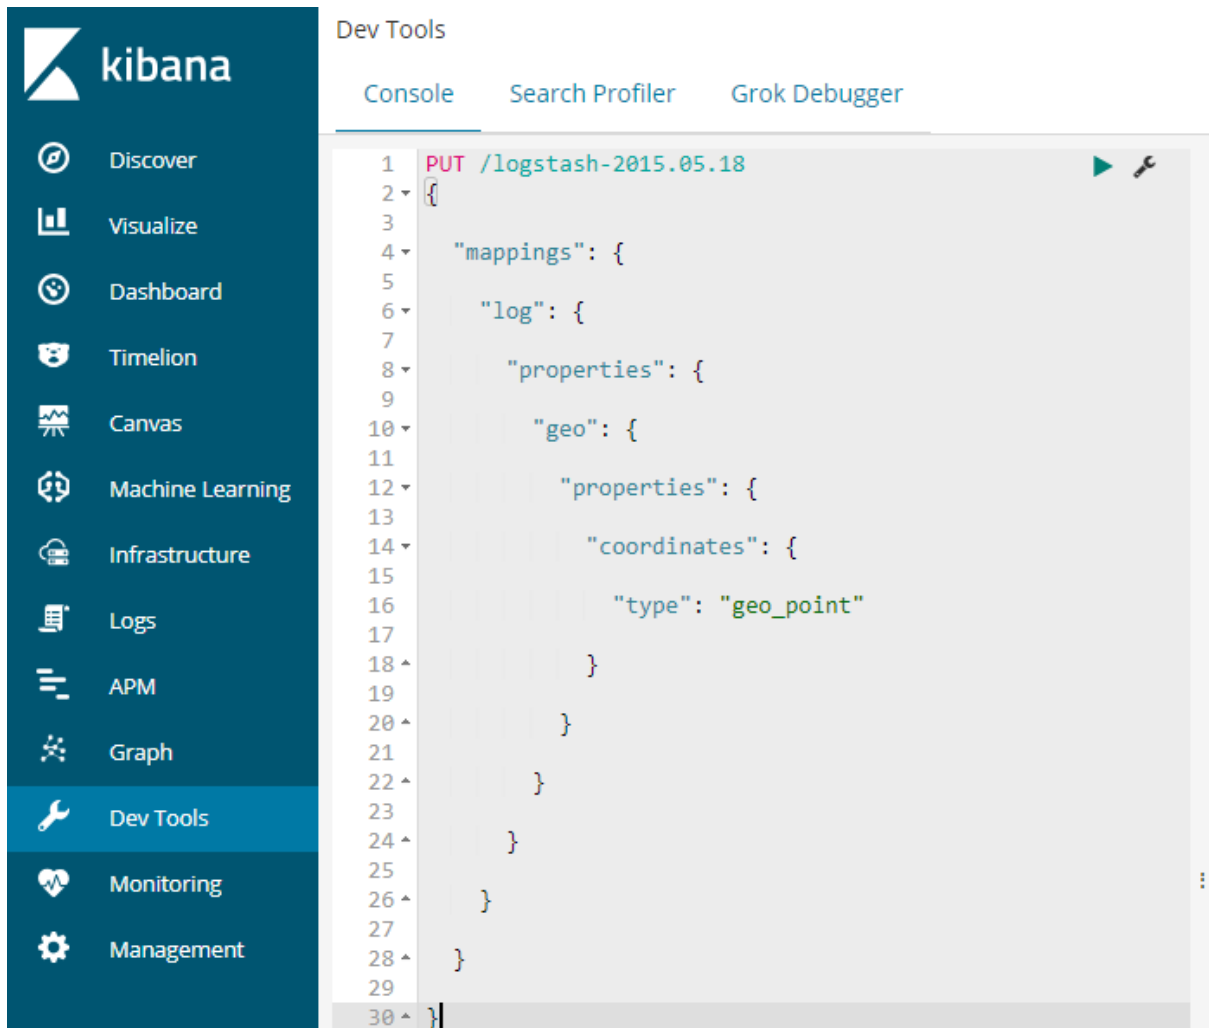 kibana
Discover
Visualize
Dashboard
Timelion
Canvas
Machine Learning
Infrastructure
Logs
APM
Graph
Dev Tools
Monitoring
Management
Dev Tools
Console Search Profiler Grok Debugger
1 PUT /logstash-2015.05.18
2 {
3
4 "mappings": {
5
6 "log": {
7
8 "properties": {
9
10 "geo": {
11
12 "properties": {
13
14 "coordinates": {
15
16 "type": "geo_point"
17
18 }
19
20 }
21
22 }
23
24 }
25
26 }
27
28 }
29
30 }